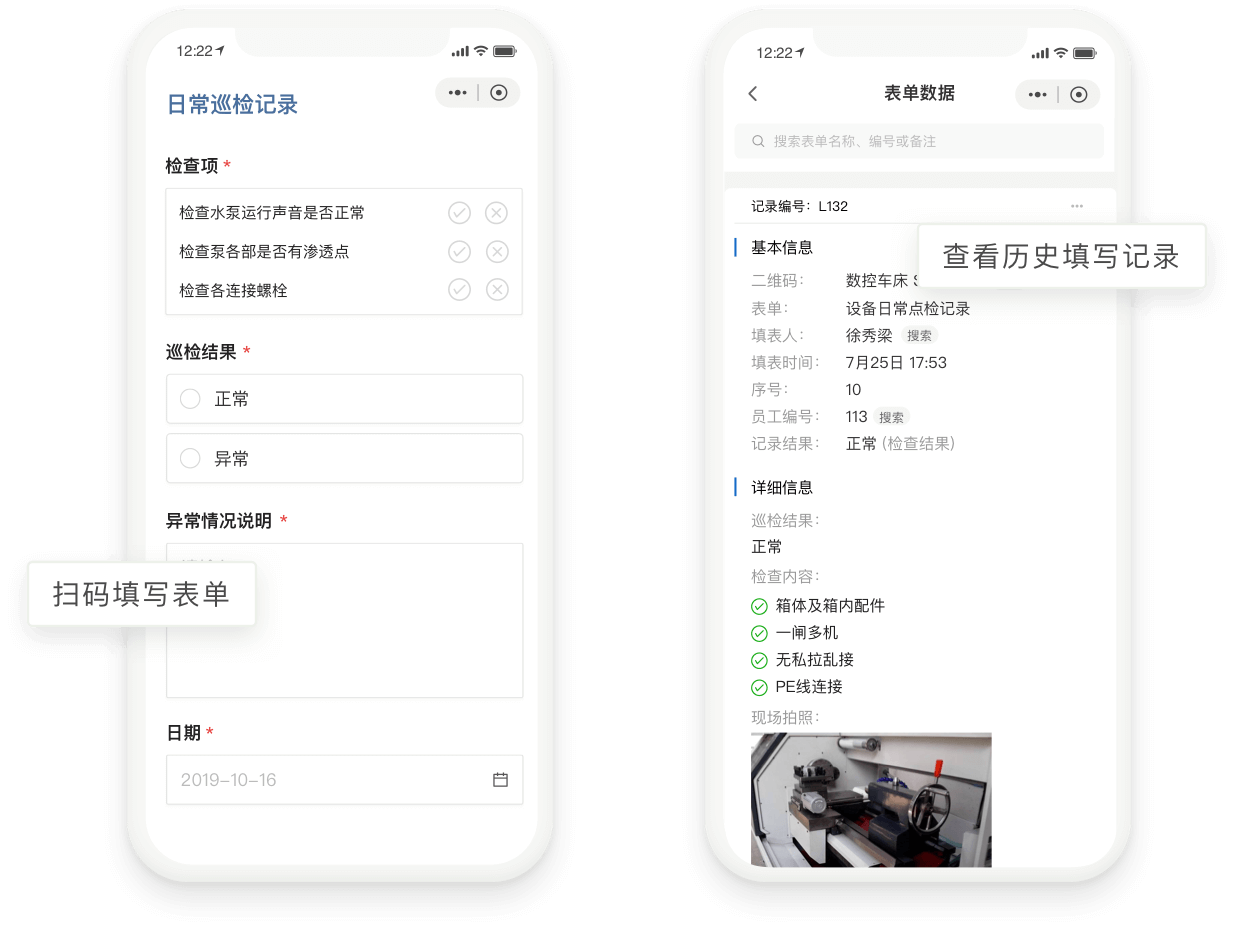 12:22
日常巡检记录
检查项 *
检查水泵运行声音是否正常
检查泵各部是否有渗透点
检查各连接螺栓
巡检结果 *
正常
异常
异常情况说明 *
扫码填写表单
日期 *
2019-10-16
12:22
表单数据
搜索表单名称、编号或备注
记录编号：L132
查看历史填写记录
基本信息
二维码： 数控车床
表单： 设备日常点检记录
填表人： 徐秀梁 搜索
填表时间： 7月25日 17:53
序号： 10
员工编号： 113 搜索
记录结果： 正常 (检查结果)
详细信息
巡检结果：
正常
检查内容：
箱体及箱内配件
一闸多机
无私拉乱接
PE线连接
现场拍照：